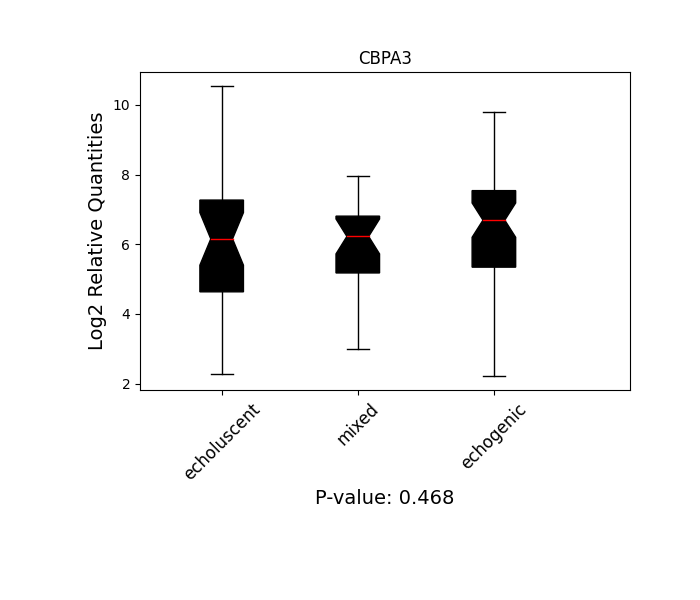 CBPA3
Log2 Relative Quantities
10
8
6
4
2
echoluscent
mixed
echogenic
P-value: 0.468